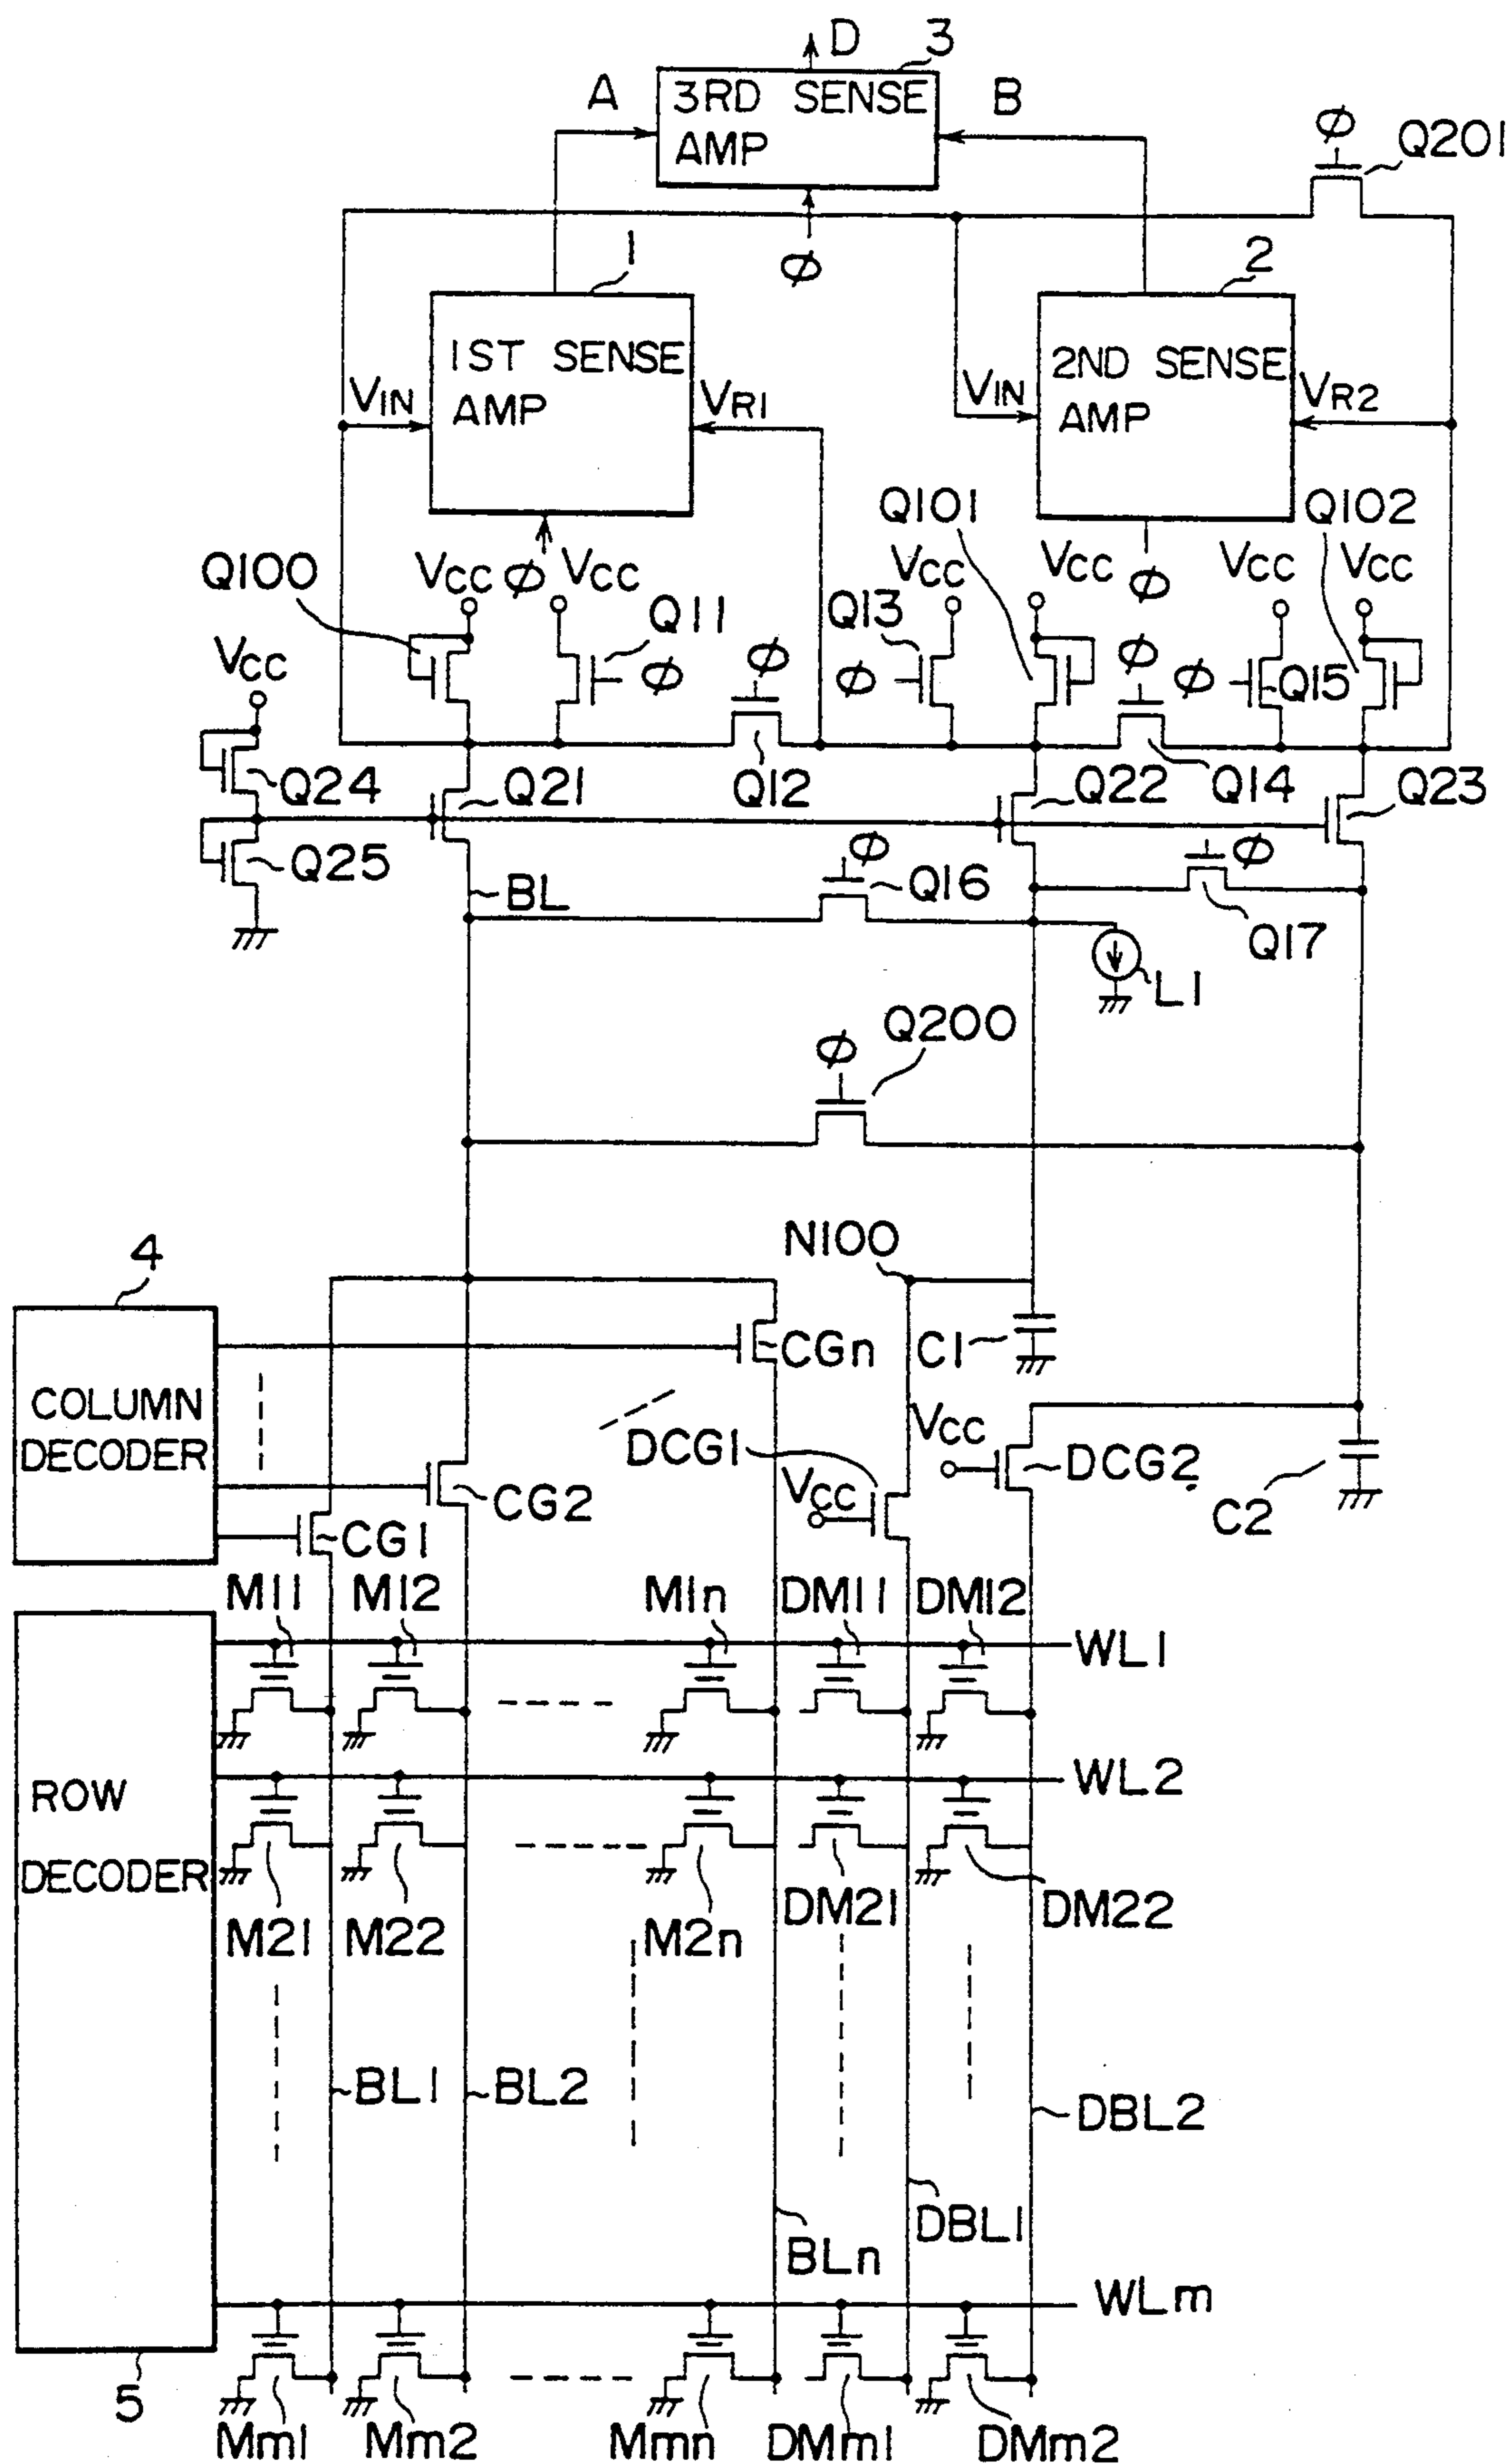 D
3
A
3RD SENSE
AMP
B
Φ
Q201
Φ
1
2
1ST SENSE
AMP
VIN
VR1
2ND SENSE
AMP
VIN
VR2
Q100
VCC
Φ
VCC
Q11
Φ
Φ
Q12
Q13
Φ
VCC
Q101
VCC
Φ
Φ
Q14
VCC
Φ
Q15
Q102
VCC
VCC
Q24
Q21
Q22
Q23
Q25
BL
Φ
Q16
Φ
Q17
L1
Φ
Q200
N100
4
COLUMN
DECODER
CGn
C1
DCG1
VCC
VCC
DCG2
C2
CG2
CG1
M11
M12
M1n
DM11
DM12
WL1
ROW
DECODER
WL2
M21
M22
M2n
DM21
DM22
BL1
BL2
DBL2
DBL1
BLn
WLm
5
Mm1
Mm2
Mmn
DMm1
DMm2